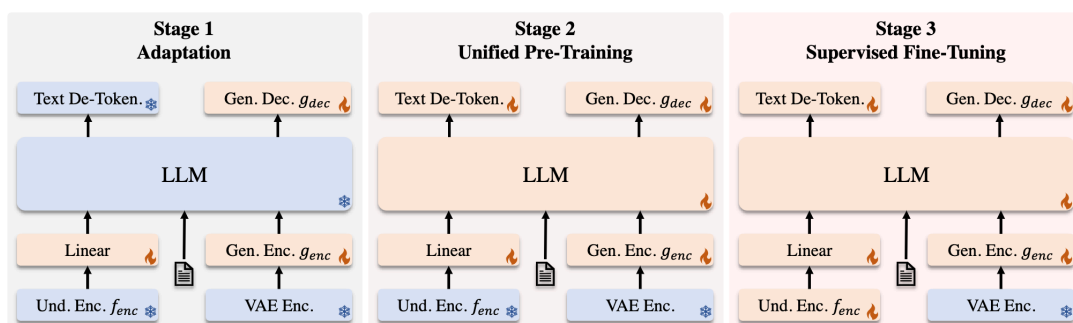 Stage 1
Adaptation
Text De-Token.
Gen. Dec. g_dec
LLM
Linear
Gen. Enc. g_enc
Und. Enc. f_enc
VAE Enc.
Stage 2
Unified Pre-Training
Text De-Token.
Gen. Dec. g_dec
LLM
Linear
Gen. Enc. g_enc
Und. Enc. f_enc
VAE Enc.
Stage 3
Supervised Fine-Tuning
Text De-Token.
Gen. Dec. g_dec
LLM
Linear
Gen. Enc. g_enc
Und. Enc. f_enc
VAE Enc.